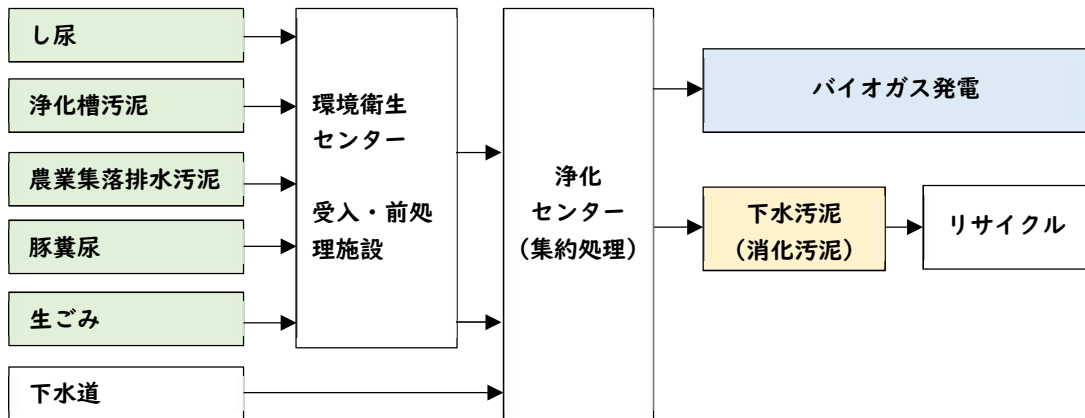 し尿
浄化槽汚泥
農業集落排水汚泥
豚糞尿
生ごみ
下水道
環境衛生
センター
受入・前処
理施設
浄化
センター
（集約処理）
バイオガス発電
下水汚泥
（消化汚泥）
リサイクル